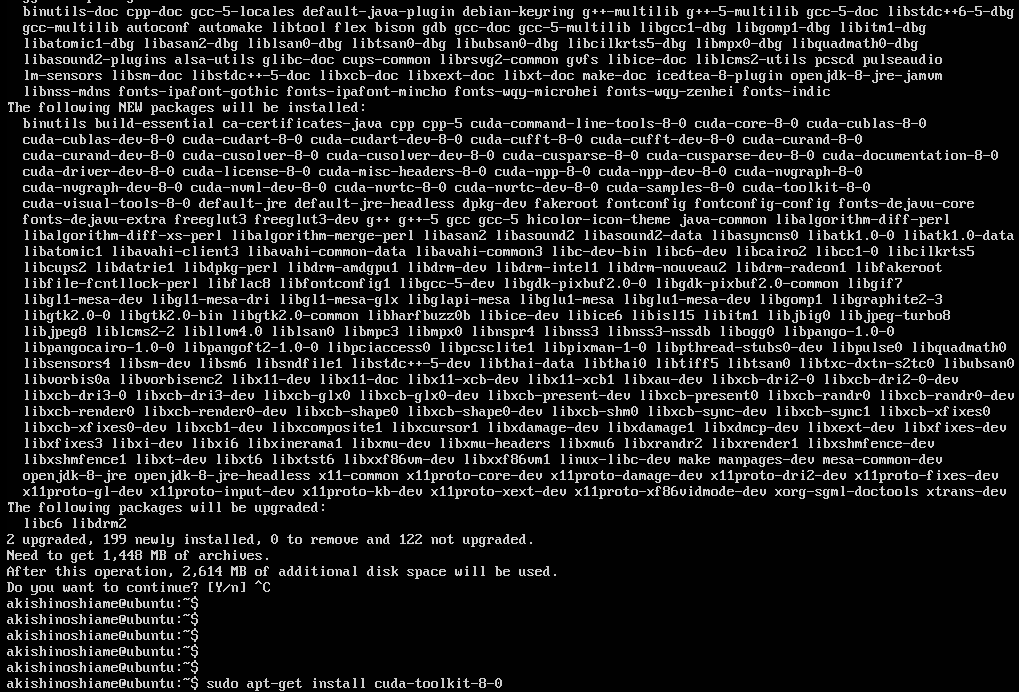 binutils-doc cpp-doc gcc-5-locales default-java-plugin debian-keyring g++-multilib g++-5-multilib gcc-5-doc libstdc++6-5-dbg
gcc-multilib autoconf automake libtool flex bison gdb gcc-doc gcc-5-multilib libgcc1-dbg libgomp1-dbg libitm1-dbg
libatomic1-dbg libasan2-dbg liblsan0-dbg libtsan0-dbg libubsan0-dbg libcilkrts5-dbg libmpx0-dbg libquadmath0-dbg
libasound2-plugins alsa-utils glibc-doc cups-common librsvg2-common gvfs libice-doc liblcms2-utils pcscd pulseaudio
lm-sensors libsm-doc libstdc++-5-doc libxcb-doc libxext-doc libxt-doc make-doc icedtea-8-plugin openjdk-8-jre-jamvm
libnss-mdns fonts-ipafont-gothic fonts-ipafont-mincho fonts-wqy-microhei fonts-wqy-zenhei fonts-indic
The following NEW packages will be installed:
binutils build-essential ca-certificates-java cpp cpp-5 cuda-command-line-tools-8-0 cuda-core-8-0 cuda-cublas-8-0
cuda-cublas-dev-8-0 cuda-cudart-8-0 cuda-cudart-dev-8-0 cuda-cufft-8-0 cuda-cufft-dev-8-0 cuda-curand-8-0
cuda-curand-dev-8-0 cuda-cusolver-8-0 cuda-cusolver-dev-8-0 cuda-cusparse-8-0 cuda-cusparse-dev-8-0 cuda-documentation-8-0
cuda-driver-dev-8-0 cuda-license-8-0 cuda-misc-headers-8-0 cuda-npp-8-0 cuda-npp-dev-8-0 cuda-nvgraph-8-0
cuda-nvgraph-dev-8-0 cuda-nvml-dev-8-0 cuda-nvrtc-8-0 cuda-nvrtc-dev-8-0 cuda-samples-8-0 cuda-toolkit-8-0
cuda-visual-tools-8-0 default-jre default-jre-headless dpkg-dev fakeroot fontconfig fontconfig-config fonts-dejavu-core
fonts-dejavu-extra freeglut3 freeglut3-dev g++ g++-5 gcc gcc-5 hicolor-icon-theme java-common libalgorithm-diff-perl
libalgorithm-diff-xs-perl libalgorithm-merge-perl libasan2 libasound2 libasound2-data libasyncns0 libatk1.0-0 libatk1.0-data
libatomic1 libavahi-client3 libavahi-common-data libavahi-common3 libc-dev-bin libc6-dev libcairo2 libcc1-0 libcilkrts5
libcups2 libdatrie1 libdpkg-perl libdrm-amdgpu1 libdrm-dev libdrm-intel1 libdrm-nouveau2 libdrm-radeon1 libfakeroot
libfile-fcntllock-perl libflac8 libfontconfig1 libgcc-5-dev libgdk-pixbuf2.0-0 libgdk-pixbuf2.0-common libgif7
libgl1-mesa-dev libgl1-mesa-dri libgl1-mesa-glx libglapi-mesa libglu1-mesa libglu1-mesa-dev libgomp1 libgraphite2-3
libgtk2.0-0 libgtk2.0-bin libgtk2.0-common libharfbuzz0b libice-dev libice6 libisl15 libitm1 libjbig0 libjpeg-turbo8
libjpeg8 liblcms2-2 libllvm4.0 liblsan0 libmpc3 libmpx0 libnspr4 libnss3 libnss3-nssdb libogg0 libpango-1.0-0
libpangocairo-1.0-0 libpangoft2-1.0-0 libpciaccess0 libpcsclite1 libpixman-1-0 libpthread-stubs0-dev libpulse0 libquadmath0
libsensors4 libsm-dev libsm6 libsndfile1 libstdc++-5-dev libthai-data libthai0 libtiff5 libtsan0 libtxc-dxtn-s2tc0 libubsan0
libvorbis0a libvorbisenc2 libx11-dev libx11-doc libx11-xcb-dev libx11-xcb1 libxau-dev libxcb-dri2-0 libxcb-dri2-0-dev
libxcb-dri3-0 libxcb-dri3-dev libxcb-glx0 libxcb-glx0-dev libxcb-present-dev libxcb-present0 libxcb-randr0 libxcb-randr0-dev
libxcb-render0 libxcb-render0-dev libxcb-shape0 libxcb-shape0-dev libxcb-shm0 libxcb-sync-dev libxcb-sync1 libxcb-xfixes0
libxcb-xfixes0-dev libxcb1-dev libxcomposite1 libxcursor1 libxdamage-dev libxdamage1 libxdmcp-dev libxext-dev libxfixes-dev
libxfixes3 libxi-dev libxi6 libxinerama1 libxmu-dev libxmu-headers libxmu6 libxrandr2 libxrender1 libxshmfence-dev
libxshmfence1 libxt-dev libxt6 libxtst6 libxxf86vm-dev libxxf86vm1 linux-libc-dev make manpages-dev mesa-common-dev
openjdk-8-jre openjdk-8-jre-headless x11-common x11proto-core-dev x11proto-damage-dev x11proto-dri2-dev x11proto-fixes-dev
x11proto-gl-dev x11proto-input-dev x11proto-kb-dev x11proto-xext-dev x11proto-xf86vidmode-dev xorg-sgml-doctools xtrans-dev
The following packages will be upgraded:
libc6 libdrm2
2 upgraded, 199 newly installed, 0 to remove and 122 not upgraded.
Need to get 1,448 MB of archives.
After this operation, 2,614 MB of additional disk space will be used.
Do you want to continue? [Y/n] ^C
akishinoshiame@ubuntu:~$
akishinoshiame@ubuntu:~$
akishinoshiame@ubuntu:~$
akishinoshiame@ubuntu:~$
akishinoshiame@ubuntu:~$
akishinoshiame@ubuntu:~$ sudo apt-get install cuda-toolkit-8-0